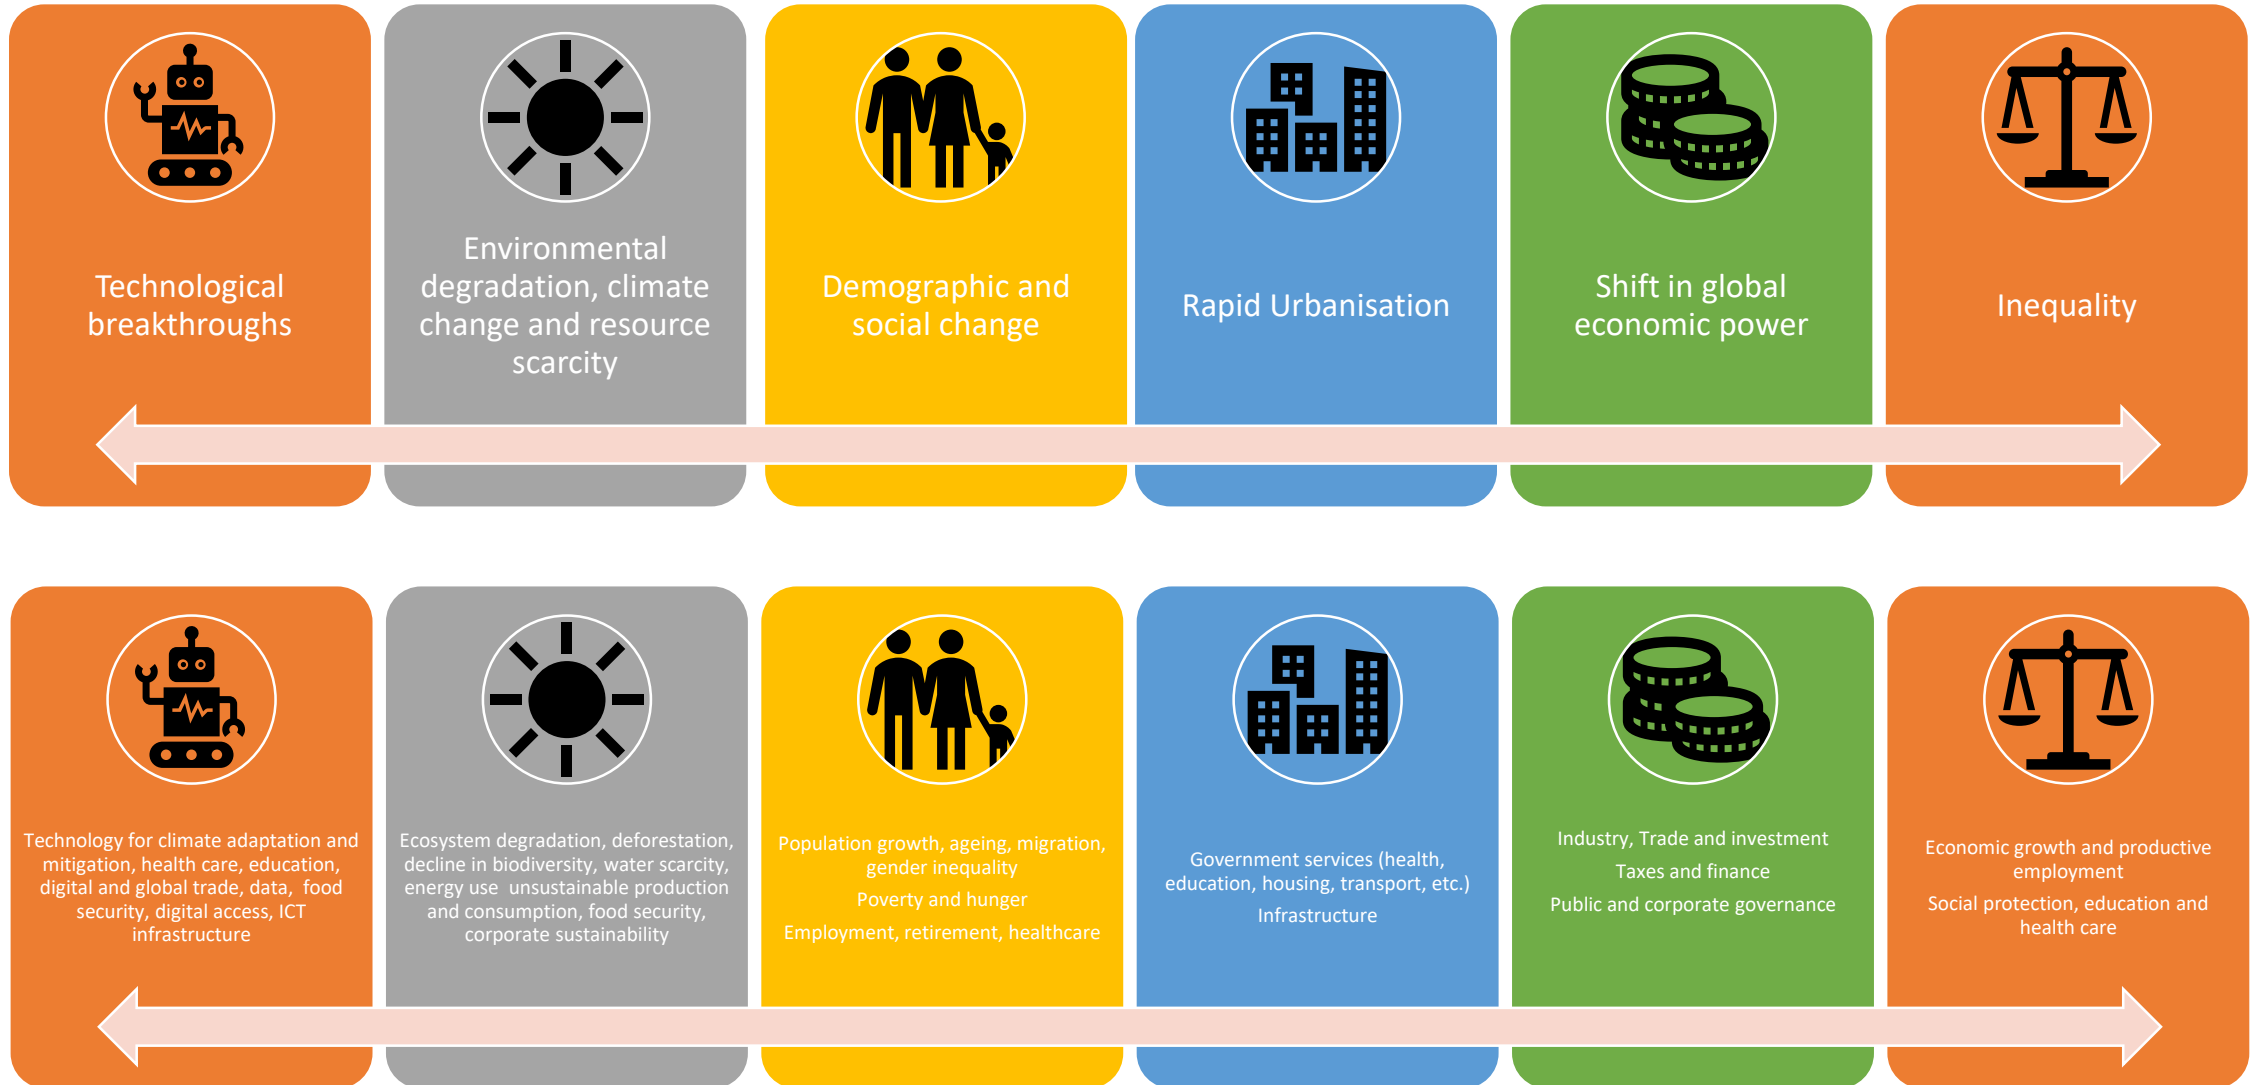 Technological
breakthroughs
Environmental
degradation, climate
change and resource
scarcity
Demographic and
social change
Rapid Urbanisation
Shift in global
economic power
Inequality
Technology for climate adaptation and
mitigation, health care, education,
digital and global trade, data, food
security, digital access, ICT
infrastructure
Ecosystem degradation, deforestation,
decline in biodiversity, water scarcity,
energy use unsustainable production
and consumption, food security,
corporate sustainability
Population growth, ageing, migration,
gender inequality
Poverty and hunger
Employment, retirement, healthcare
Government services (health,
education, housing, transport, etc.)
Infrastructure
Industry, Trade and investment
Taxes and finance
Public and corporate governance
Economic growth and productive
employment
Social protection, education and
health care